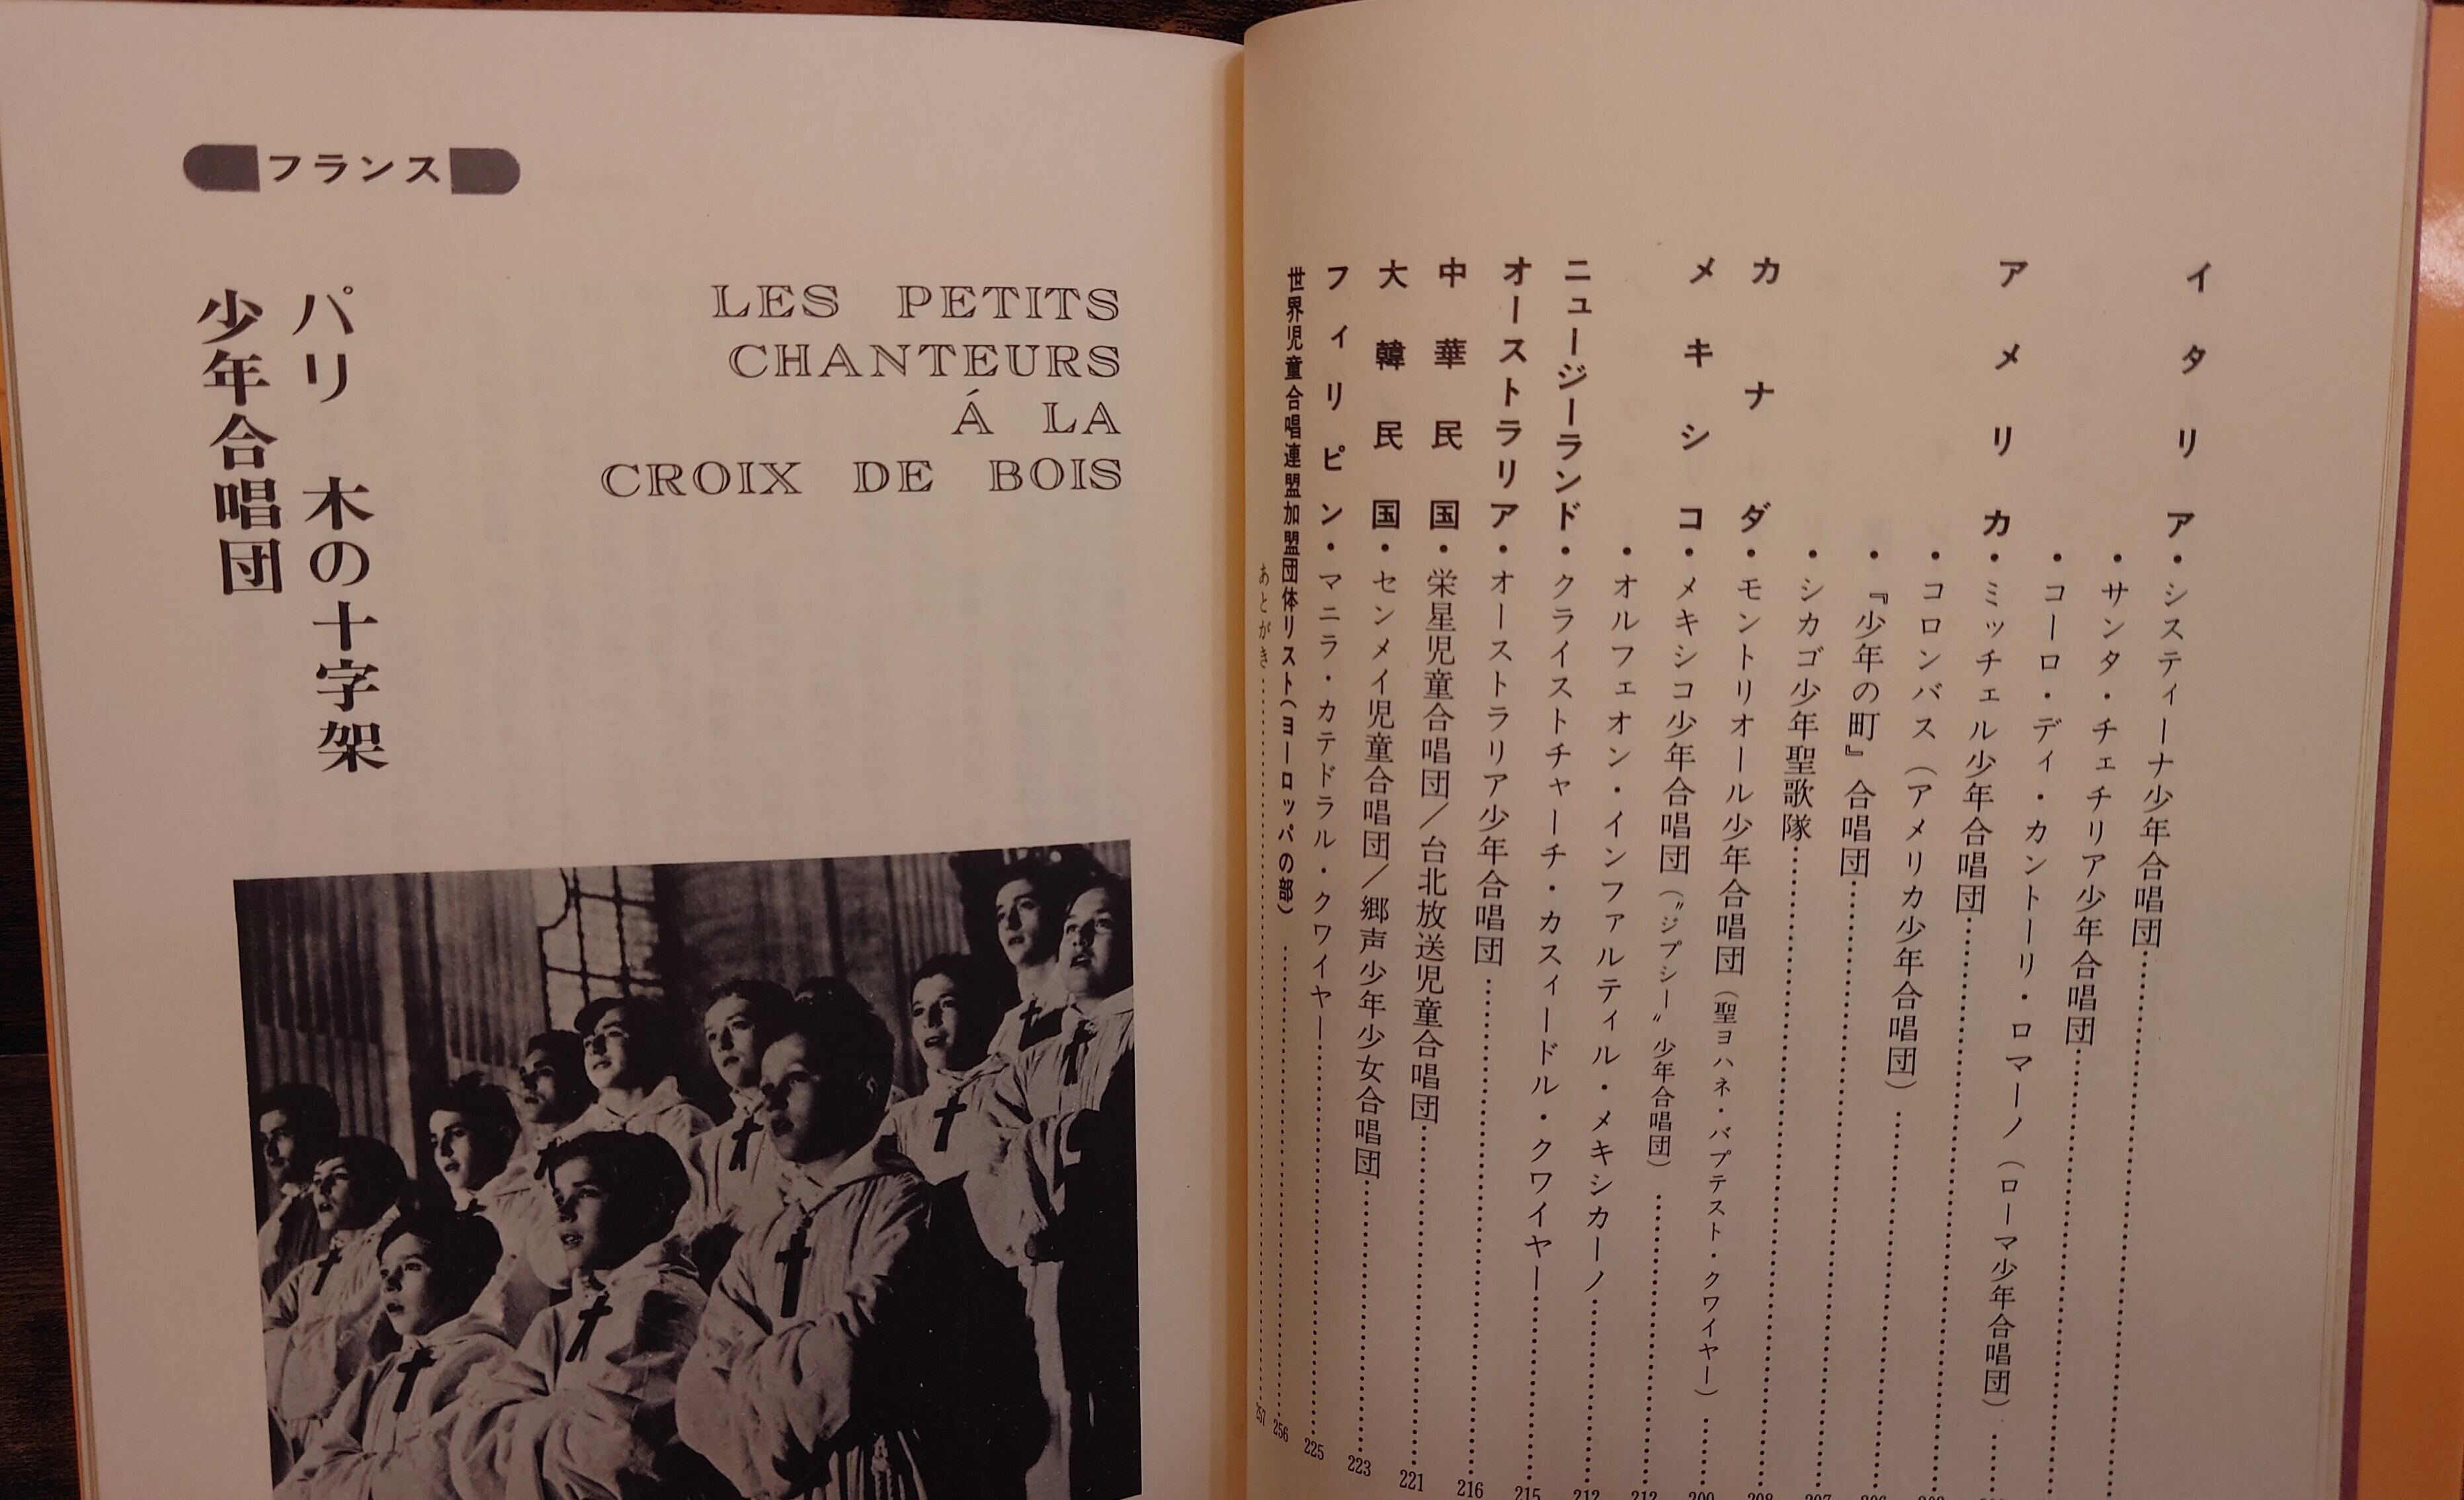 イタリア・システィーナ少年合唱団
・サンタ・チェチリア少年合唱団
・コーロ・ディ・カントーリ・ロマーノ（ローマ少年合唱団）
アメリカ・ミッチェル少年合唱団
・コロンバス（アメリカ少年合唱団）
・『少年の町』合唱団
・シカゴ少年聖歌隊 207
カナダ・モントリオール少年合唱団（聖ヨハネ・バプテスト・クワイヤー） 208
メキシコ・メキシコ少年合唱団（〝ジプシー〟少年合唱団） 209
・オルフェオン・インファルティル・メキシカーノ 212
ニュージーランド・クライストチャーチ・カスィードル・クワイヤー 212
オーストラリア・オーストラリア少年合唱団 215
中華民国・栄星児童合唱団／台北放送児童合唱団 216
大韓民国・センメイ児童合唱団／郷声少年少女合唱団 221
フィリピン・マニラ・カテドラル・クワイヤー 223
世界児童合唱連盟加盟団体リスト（ヨーロッパの部） 225
あとがき 256
257
フランス
LES PETITS
CHANTEURS
Á LA
CROIX DE BOIS
パリ 木の十字架
少年合唱団